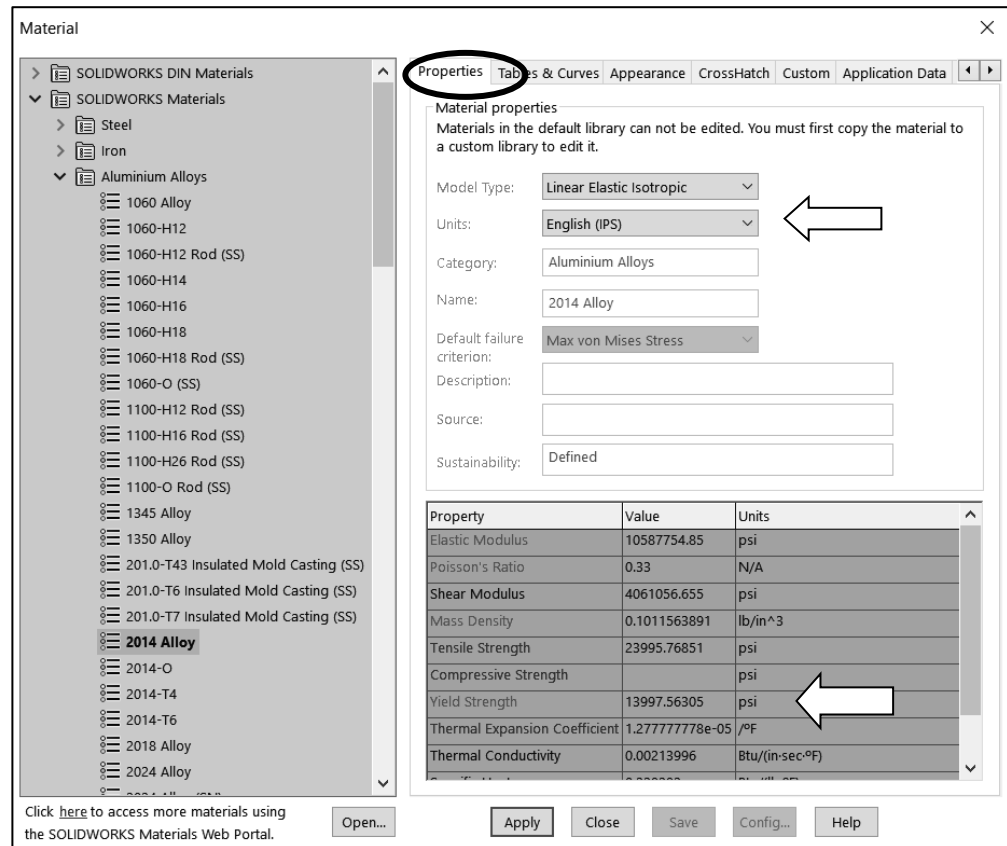 Material
SOLIDWORKS DIN Materials
SOLIDWORKS Materials
Steel
Iron
Aluminium Alloys
1060 Alloy
1060-H12
1060-H12 Rod (SS)
1060-H14
1060-H16
1060-H18
1060-H18 Rod (SS)
1060-O (SS)
1100-H12 Rod (SS)
1100-H16 Rod (SS)
1100-H26 Rod (SS)
1100-O Rod (SS)
1345 Alloy
1350 Alloy
201.0-T43 Insulated Mold Casting (SS)
201.0-T6 Insulated Mold Casting (SS)
201.0-T7 Insulated Mold Casting (SS)
2014 Alloy
2014-O
2014-T4
2014-T6
2018 Alloy
2024 Alloy
Click here to access more materials using
the SOLIDWORKS Materials Web Portal.
Open...
Properties Tables & Curves Appearance CrossHatch Custom Application Data
Material properties
Materials in the default library can not be edited. You must first copy the material to
a custom library to edit it.
Model Type: Linear Elastic Isotropic
Units: English (IPS)
Category: Aluminium Alloys
Name: 2014 Alloy
Default failure
criterion: Max von Mises Stress
Description:
Source:
Sustainability: Defined
Property Value Units
Elastic Modulus 10587754.85 psi
Poisson's Ratio 0.33 N/A
Shear Modulus 4061056.655 psi
Mass Density 0.1011563891 lb/in^3
Tensile Strength 23995.76851 psi
Compressive Strength psi
Yield Strength 13997.56305 psi
Thermal Expansion Coefficient 1.277777778e-05 /ºF
Thermal Conductivity 0.00213996 Btu/(in·sec·ºF)
Apply Close Save Config... Help